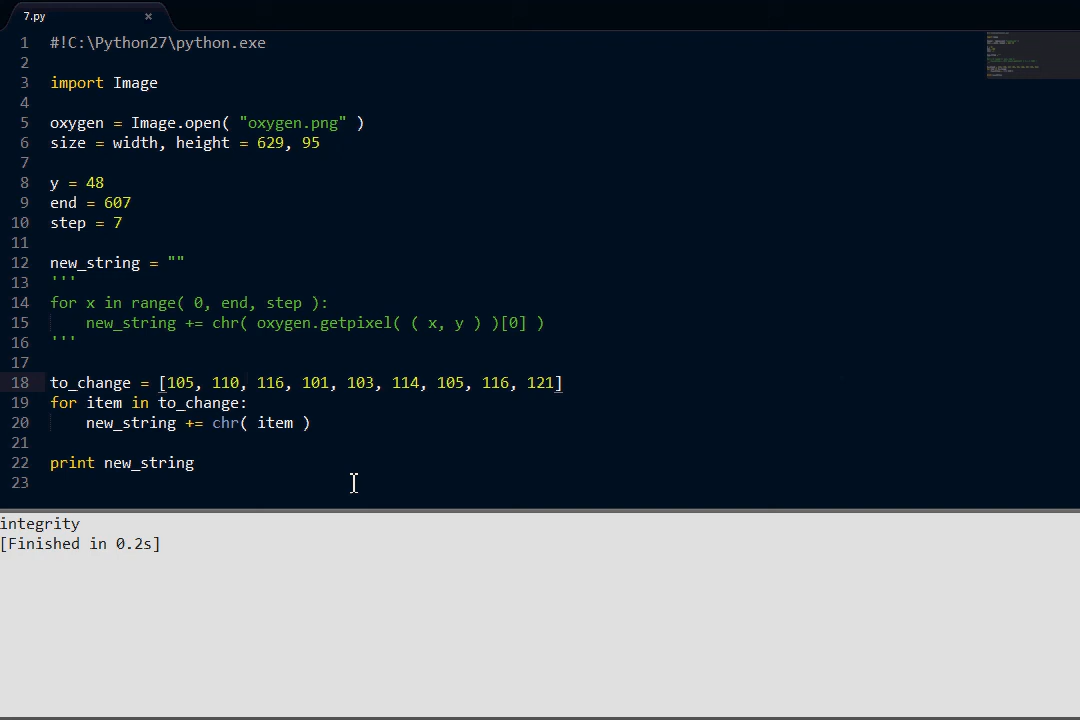 7.py ×
1 #!C:\Python27\python.exe
2
3 import Image
4
5 oxygen = Image.open( "oxygen.png" )
6 size = width, height = 629, 95
7
8 y = 48
9 end = 607
10 step = 7
11
12 new_string = ""
13 '''
14 for x in range( 0, end, step ):
15     new_string += chr( oxygen.getpixel( ( x, y ) )[0] )
16 '''
17
18 to_change = [105, 110, 116, 101, 103, 114, 105, 116, 121]
19 for item in to_change:
20     new_string += chr( item )
21
22 print new_string
23
integrity
[Finished in 0.2s]